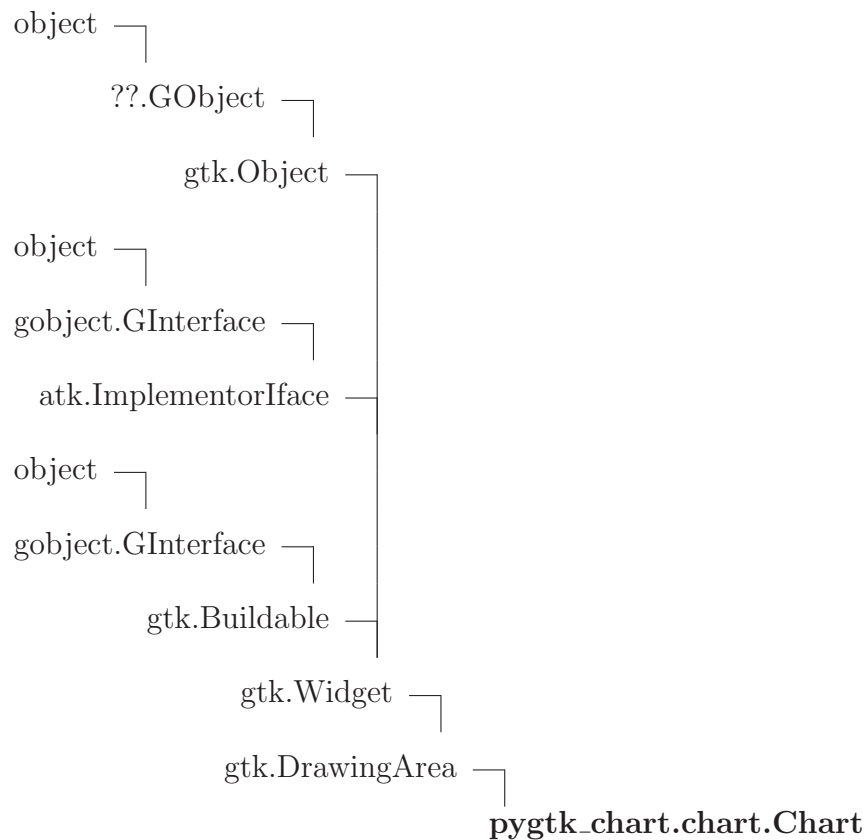 object
??.GObject
gtk.Object
object
gobject.GInterface
atk.ImplementorIface
object
gobject.GInterface
gtk.Buildable
gtk.Widget
gtk.DrawingArea
pygtk_chart.chart.Chart